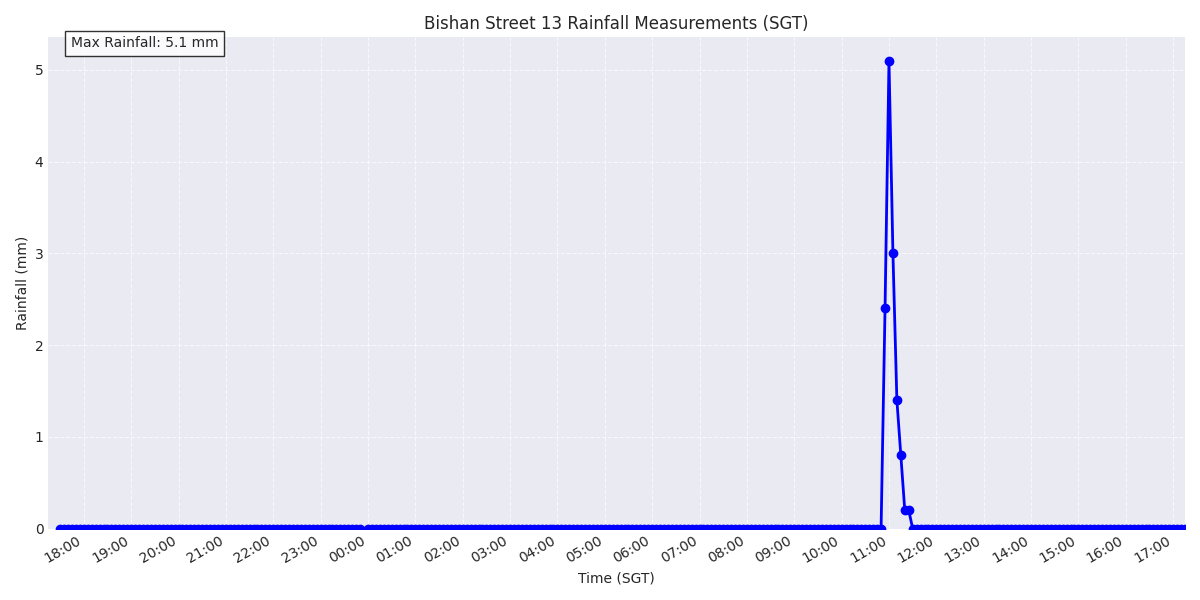 Bishan Street 13 Rainfall Measurements (SGT)
Max Rainfall: 5.1 mm
5
4
3
2
1
0
Rainfall (mm)
18:00 19:00 20:00 21:00 22:00 23:00 00:00 01:00 02:00 03:00 04:00 05:00 06:00 07:00 08:00 09:00 10:00 11:00 12:00 13:00 14:00 15:00 16:00 17:00
Time (SGT)